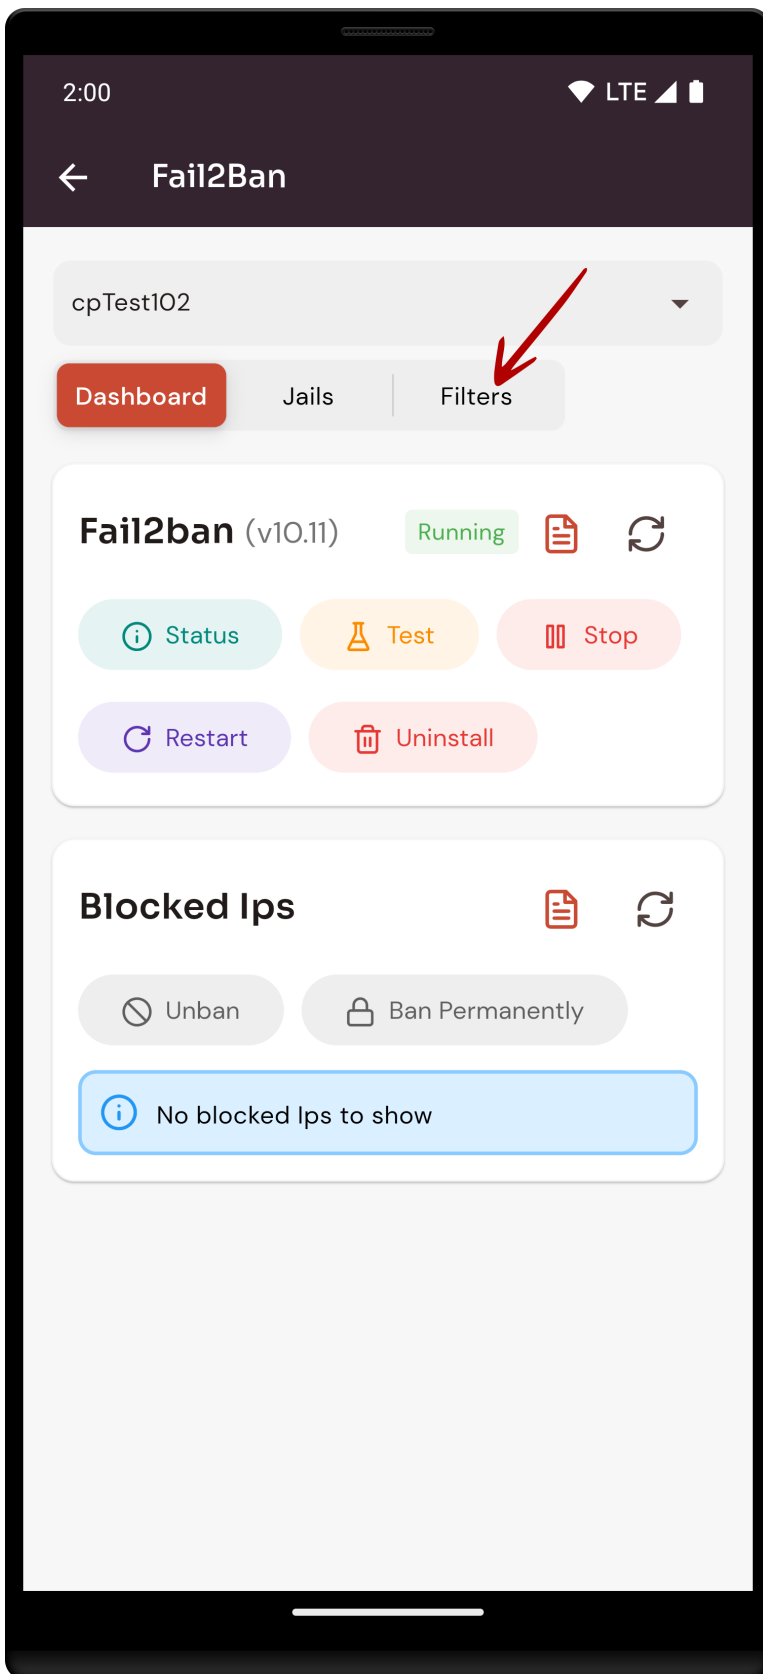 2:00 LTE
Fail2Ban
cpTest102
Dashboard Jails Filters
Fail2ban (v10.11) Running
Status Test Stop
Restart Uninstall
Blocked Ips
Unban Ban Permanently
No blocked Ips to show